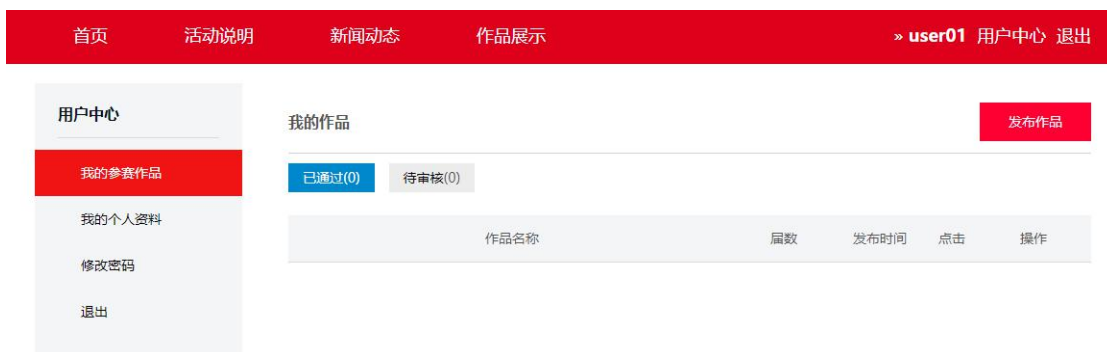 首页 活动说明 新闻动态 作品展示 » user01 用户中心 退出
用户中心
我的参赛作品
我的个人资料
修改密码
退出
我的作品 发布作品
已通过(0) 待审核(0)
作品名称 届数 发布时间 点击 操作